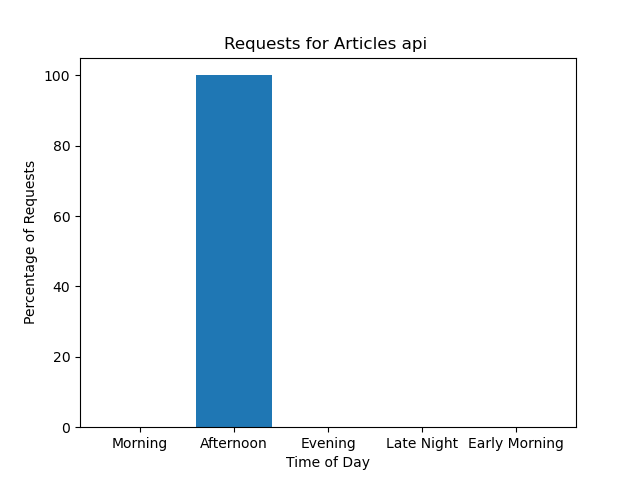 Requests for Articles api
100
80
60
40
20
0
Percentage of Requests
Morning Afternoon Evening Late Night Early Morning
Time of Day